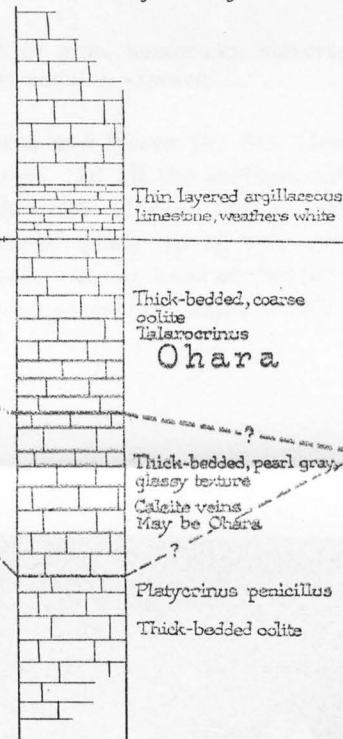 Thin layered argillaceous
limestone, weathers white
Thick-bedded, coarse
oolite
Talarocrinus
Ohara
?
Thick-bedded, pearl gray,
glassy texture
Calcite veins
May be Ohara
?
Platycrinus penicillus
Thick-bedded oolite